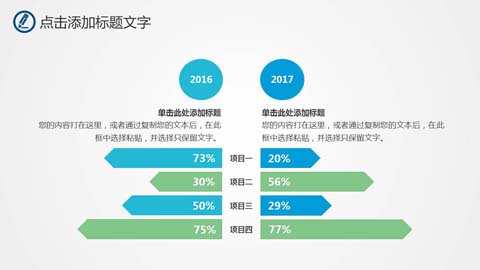 点击添加标题文字
2016
2017
单击此处添加标题
您的内容打在这里，或者通过复制您的文本后，在此
框中选择粘贴，并选择只保留文字。
单击此处添加标题
您的内容打在这里，或者通过复制您的文本后，在此
框中选择粘贴，并选择只保留文字。
73% 项目一 20%
30% 项目二 56%
50% 项目三 29%
75% 项目四 77%